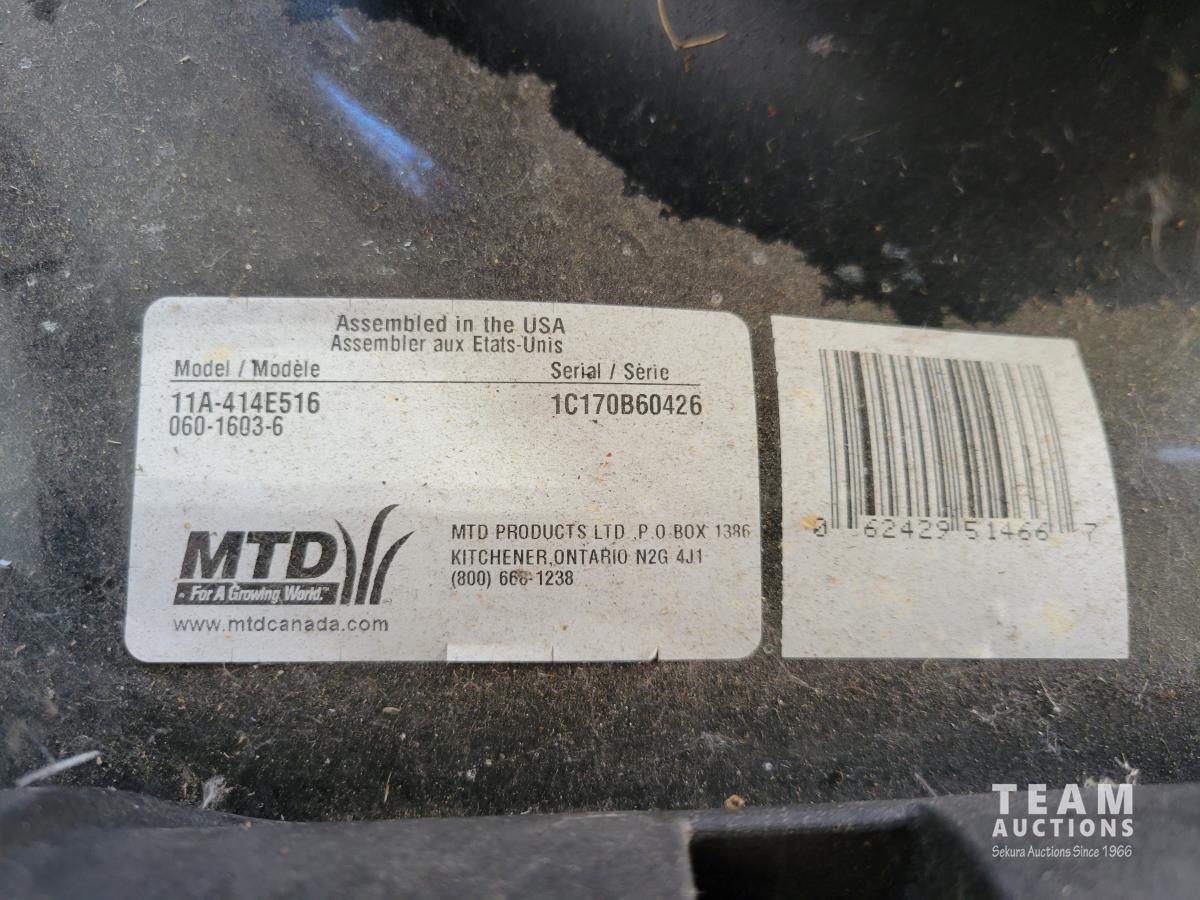 Assembled in the USA
Assembler aux Etats-Unis
Model / Modèle Serial / Série
11A-414E516 1C170B60426
060-1603-6
MTD
For A Growing World.™
www.mtdcanada.com
MTD PRODUCTS LTD ,P.O.BOX 1386
KITCHENER,ONTARIO N2G 4J1
(800) 668-1238
0 62429 51466 7
TEAM
AUCTIONS
Sekura Auctions Since 1966